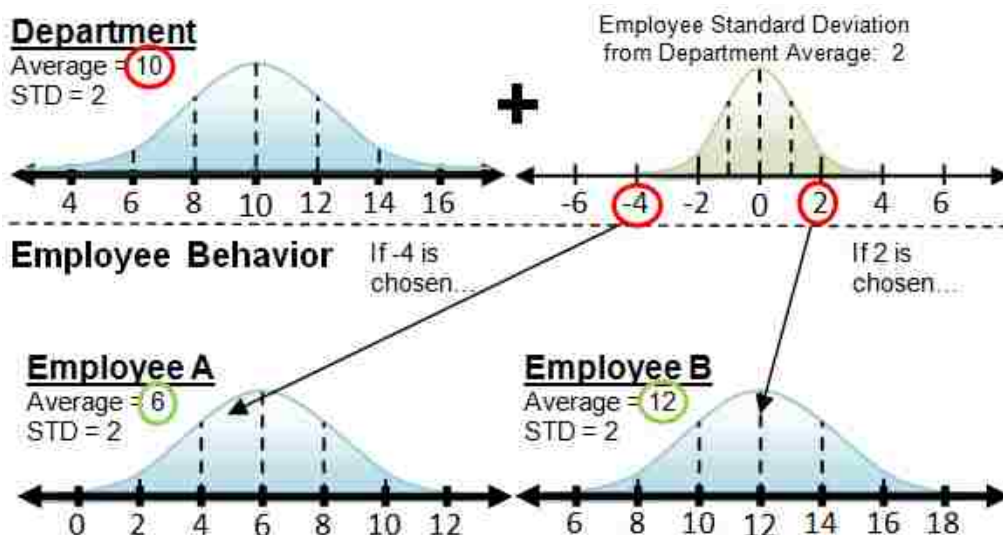 Department
Average = 10
STD = 2
Employee Standard Deviation
from Department Average: 2
4 6 8 10 12 14 16
-6 -4 -2 0 2 4 6
Employee Behavior
If -4 is
chosen...
If 2 is
chosen...
Employee A
Average = 6
STD = 2
0 2 4 6 8 10 12
Employee B
Average = 12
STD = 2
6 8 10 12 14 16 18